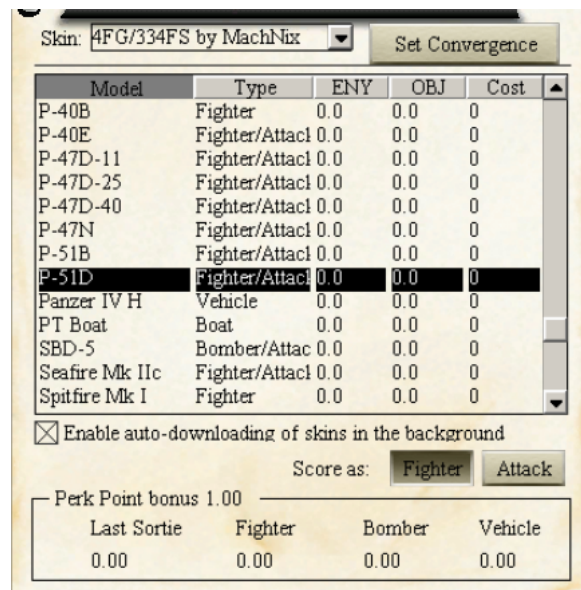 Skin: 4FG/334FS by MachNix Set Convergence
Model Type ENY OBJ Cost
P-40B Fighter 0.0 0.0 0
P-40E Fighter/Attacl 0.0 0.0 0
P-47D-11 Fighter/Attacl 0.0 0.0 0
P-47D-25 Fighter/Attacl 0.0 0.0 0
P-47D-40 Fighter/Attacl 0.0 0.0 0
P-47N Fighter/Attacl 0.0 0.0 0
P-51B Fighter/Attacl 0.0 0.0 0
P-51D Fighter/Attacl 0.0 0.0 0
Panzer IV H Vehicle 0.0 0.0 0
PT Boat Boat 0.0 0.0 0
SBD-5 Bomber/Attac 0.0 0.0 0
Seafire Mk IIc Fighter/Attacl 0.0 0.0 0
Spitfire Mk I Fighter 0.0 0.0 0
Enable auto-downloading of skins in the background
Score as: Fighter Attack
Perk Point bonus 1.00
Last Sortie Fighter Bomber Vehicle
0.00 0.00 0.00 0.00